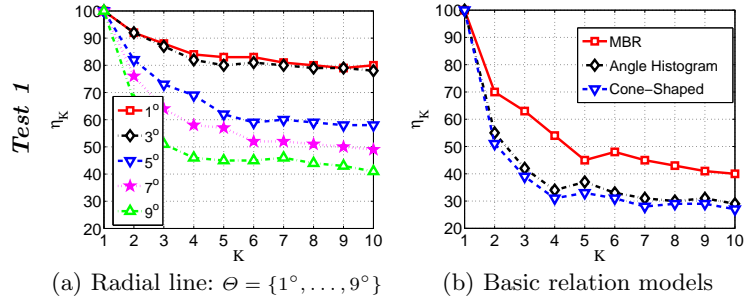 Test 1
η_K
100
90
80
70
60
50
40
30
20
1 2 3 4 5 6 7 8 9 10
K
1°
3°
5°
7°
9°
(a) Radial line: Θ = {1°, . . . , 9°}
η_K
100
90
80
70
60
50
40
30
20
1 2 3 4 5 6 7 8 9 10
K
MBR
Angle Histogram
Cone−Shaped
(b) Basic relation models